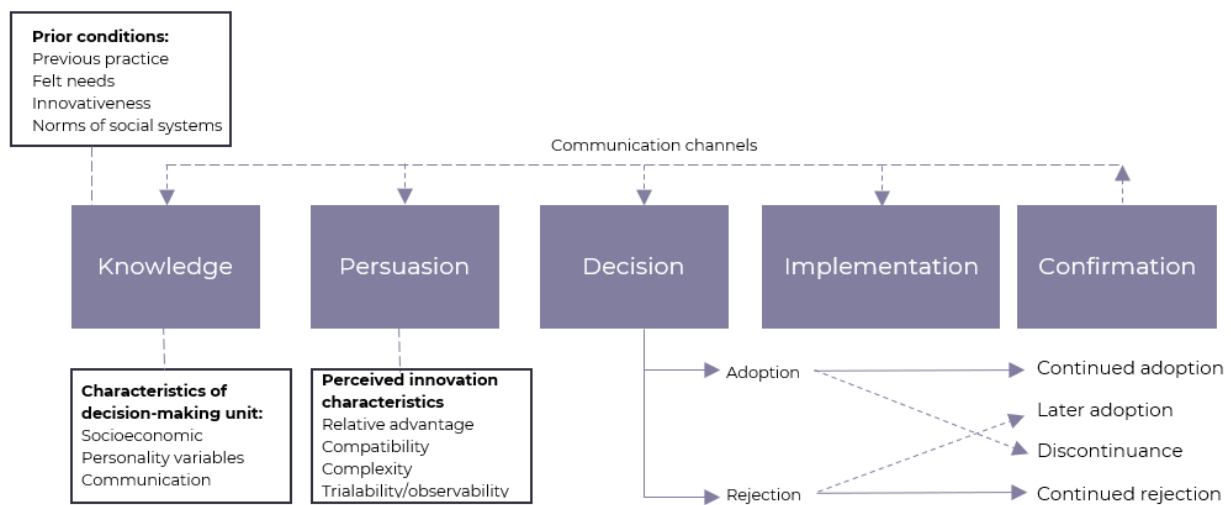 Prior conditions:
Previous practice
Felt needs
Innovativeness
Norms of social systems
Communication channels
Knowledge
Persuasion
Decision
Implementation
Confirmation
Characteristics of
decision-making unit:
Socioeconomic
Personality variables
Communication
Perceived innovation
characteristics
Relative advantage
Compatibility
Complexity
Trialability/observability
Adoption
Rejection
Continued adoption
Later adoption
Discontinuance
Continued rejection